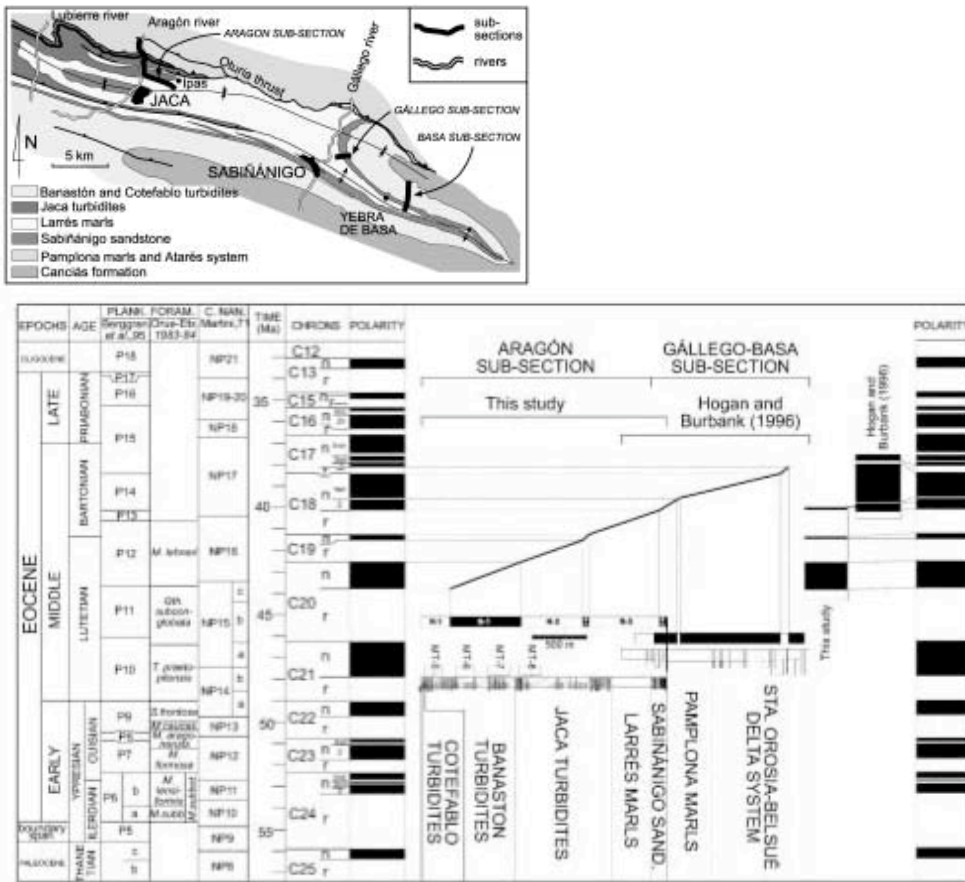 Lubierre river
Aragón river
ARAGON SUB-SECTION
Gállego river
sub-
sections
rivers
Oturia thrust
Ipas
JACA
GÁLLEGO SUB-SECTION
BASA SUB-SECTION
N
5 km
SABIÑÁNIGO
YEBRA
DE BASA
Banastón and Cotefablo turbidites
Jaca turbidites
Larrés marls
Sabiñánigo sandstone
Pamplona marls and Atarés system
Canciás formation
EPOCHS
AGE
PLANK. FORAM.
C. NAN.
TIME
(Ma)
CHRONS
POLARITY
POLARITY
ARAGÓN
SUB-SECTION
GÁLLEGO-BASA
SUB-SECTION
This study
Hogan and
Burbank (1996)
Hogan and
Burbank (1996)
This study
EOCENE
LATE
MIDDLE
EARLY
PRIABONIAN
BARTONIAN
LUTETIAN
YPRESIAN
CUISIAN
ILERDIAN
THANE
TIAN
P18
P17
P16
P15
P14
P13
P12
P11
P10
P9
P7
P6
b
a
P5
c
b
NP21
NP19-20
NP18
NP17
NP16
NP15
c
b
a
NP14
b
a
NP13
NP12
NP11
NP10
NP9
NP8
35
40
45
50
55
C12
C13
C15
C16
C17
C18
C19
C20
C21
C22
C23
C24
C25
500 m
MT-7
COTEFABLO
TURBIDITES
BANASTON
TURBIDITES
JACA TURBIDITES
LARRÉS MARLS
SABIÑÁNIGO SAND.
PAMPLONA MARLS
STA. OROSIA-BELSUÉ
DELTA SYSTEM